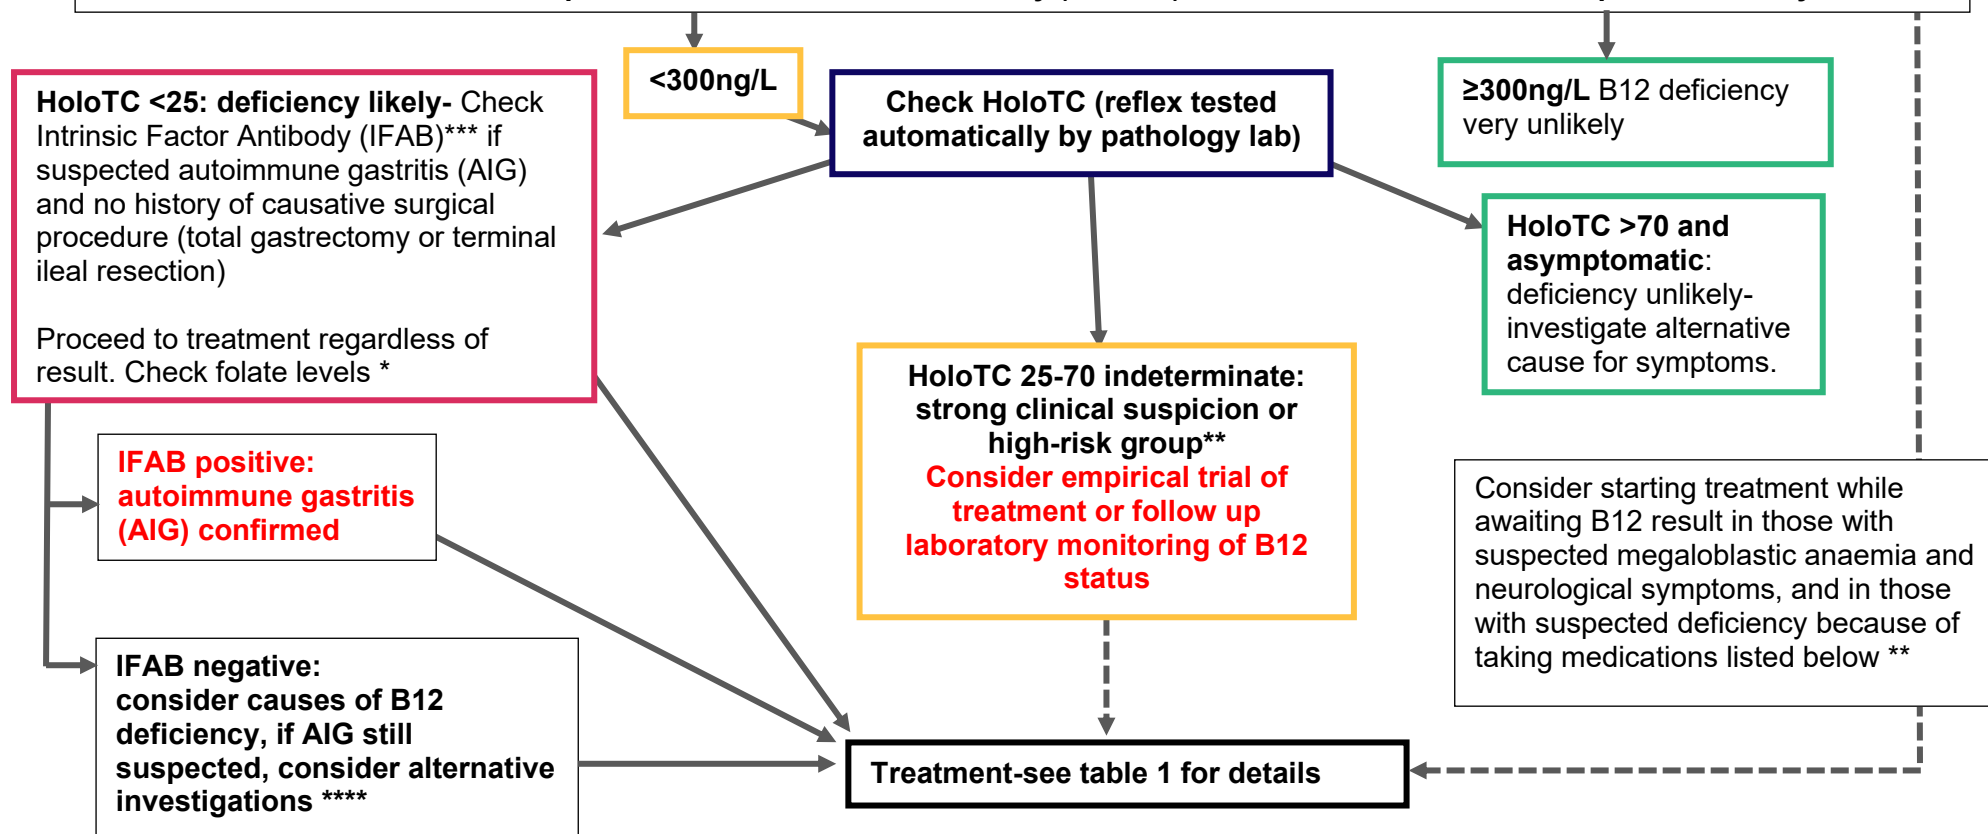 <300ng/L
HoloTC <25: deficiency likely- Check
Intrinsic Factor Antibody (IFAB)*** if
suspected autoimmune gastritis (AIG)
and no history of causative surgical
procedure (total gastrectomy or terminal
ileal resection)
Proceed to treatment regardless of
result. Check folate levels *
Check HoloTC (reflex tested
automatically by pathology lab)
≥300ng/L B12 deficiency
very unlikely
HoloTC >70 and
asymptomatic:
deficiency unlikely-
investigate alternative
cause for symptoms.
HoloTC 25-70 indeterminate:
strong clinical suspicion or
high-risk group**
Consider empirical trial of
treatment or follow up
laboratory monitoring of B12
status
IFAB positive:
autoimmune gastritis
(AIG) confirmed
Consider starting treatment while
awaiting B12 result in those with
suspected megaloblastic anaemia and
neurological symptoms, and in those
with suspected deficiency because of
taking medications listed below **
IFAB negative:
consider causes of B12
deficiency, if AIG still
suspected, consider alternative
investigations ****
Treatment-see table 1 for details